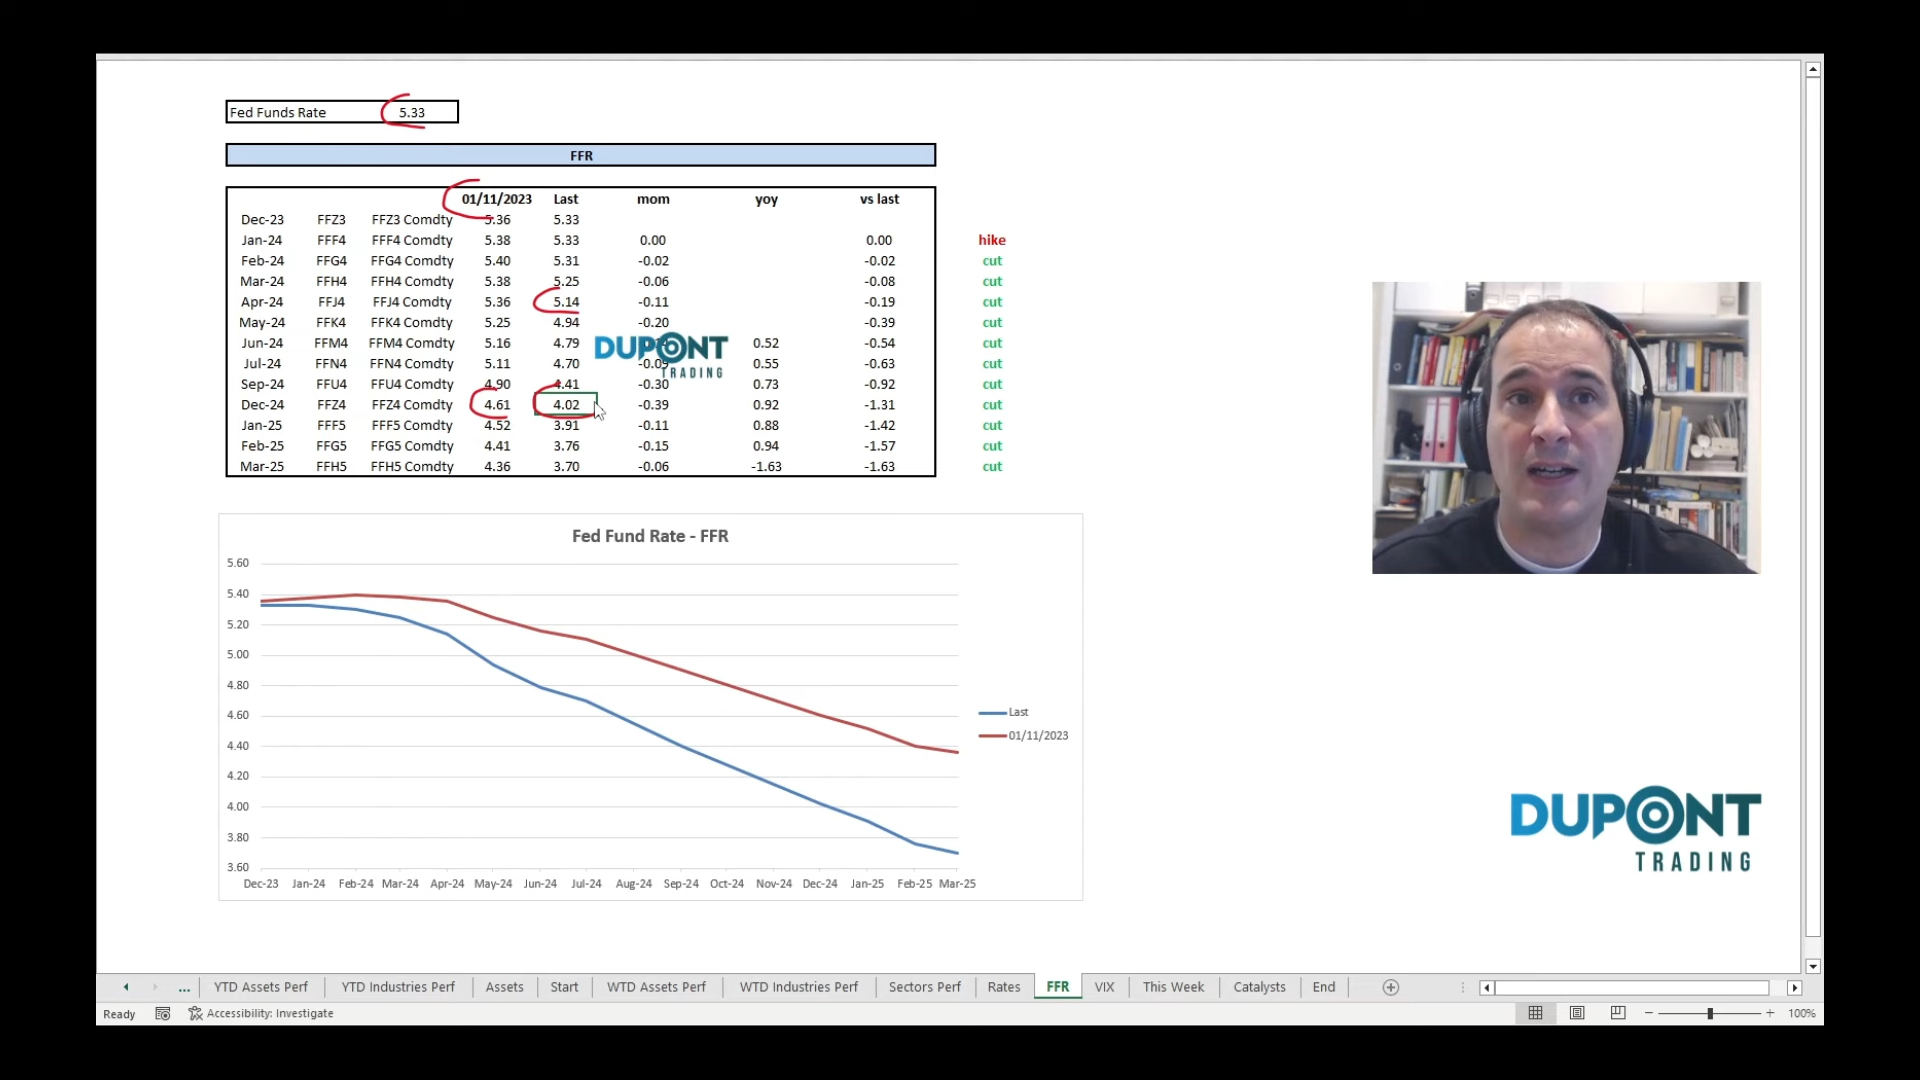 Fed Funds Rate 5.33
FFR
01/11/2023 Last mom yoy vs last
Dec-23 FFZ3 FFZ3 Comdty 5.36 5.33
Jan-24 FFF4 FFF4 Comdty 5.38 5.33 0.00 0.00 hike
Feb-24 FFG4 FFG4 Comdty 5.40 5.31 -0.02 -0.02 cut
Mar-24 FFH4 FFH4 Comdty 5.38 5.25 -0.06 -0.08 cut
Apr-24 FFJ4 FFJ4 Comdty 5.36 5.14 -0.11 -0.19 cut
May-24 FFK4 FFK4 Comdty 5.25 4.94 -0.20 -0.39 cut
Jun-24 FFM4 FFM4 Comdty 5.16 4.79 0.52 -0.54 cut
DUPONT
Jul-24 FFN4 FFN4 Comdty 5.11 4.70 -0.09 0.55 -0.63 cut
TRADING
Sep-24 FFU4 FFU4 Comdty 4.90 4.41 -0.30 0.73 -0.92 cut
Dec-24 FFZ4 FFZ4 Comdty 4.61 4.02 -0.39 0.92 -1.31 cut
Jan-25 FFF5 FFF5 Comdty 4.52 3.91 -0.11 0.88 -1.42 cut
Feb-25 FFG5 FFG5 Comdty 4.41 3.76 -0.15 0.94 -1.57 cut
Mar-25 FFH5 FFH5 Comdty 4.36 3.70 -0.06 -1.63 -1.63 cut
Fed Fund Rate - FFR
5.60
5.40
5.20
5.00
4.80
4.60
4.40
4.20
4.00
3.80
3.60
Dec-23 Jan-24 Feb-24 Mar-24 Apr-24 May-24 Jun-24 Jul-24 Aug-24 Sep-24 Oct-24 Nov-24 Dec-24 Jan-25 Feb-25 Mar-25
Last
01/11/2023
DUPONT
TRADING
... YTD Assets Perf YTD Industries Perf Assets Start WTD Assets Perf WTD Industries Perf Sectors Perf Rates FFR VIX This Week Catalysts End
Ready Accessibility: Investigate 100%